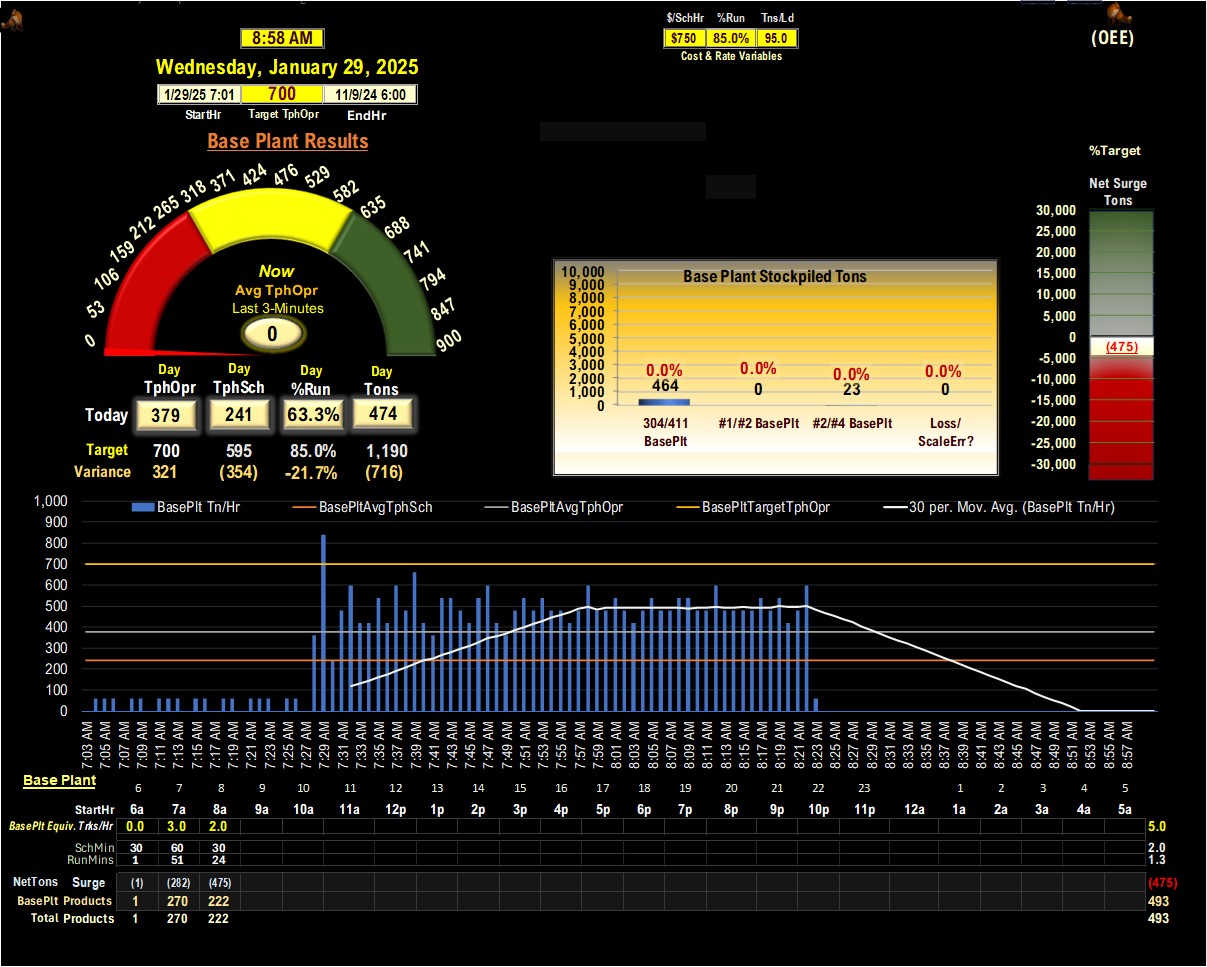 $/SchHr %Run Tns/Ld
8:58 AM
$750 85.0% 95.0
(OEE)
Cost & Rate Variables
Wednesday, January 29, 2025
1/29/25 7:01 700 11/9/24 6:00
StartHr Target TphOpr EndHr
Base Plant Results
%Target
Net Surge
Tons
0 53 106 159 212 265 318 371 424 476 529 582 635 688 741 794 847 900
Now
Avg TphOpr
Last 3-Minutes
0
Day Day Day Day
TphOpr TphSch %Run Tons
Today 379 241 63.3% 474
Target 700 595 85.0% 1,190
Variance 321 (354) -21.7% (716)
Base Plant Stockpiled Tons
10,000
9,000
8,000
7,000
6,000
5,000
4,000
3,000
2,000
1,000
0
0.0% 0.0% 0.0% 0.0%
464 0 23 0
304/411 BasePlt
#1/#2 BasePlt
#2/#4 BasePlt
Loss/ ScaleErr?
30,000
25,000
20,000
15,000
10,000
5,000
0
(475)
-5,000
-10,000
-15,000
-20,000
-25,000
-30,000
BasePlt Tn/Hr BasePltAvgTphSch BasePltAvgTphOpr BasePltTargetTphOpr 30 per. Mov. Avg. (BasePlt Tn/Hr)
1,000
900
800
700
600
500
400
300
200
100
0
7:03 AM 7:05 AM 7:07 AM 7:09 AM 7:11 AM 7:13 AM 7:15 AM 7:17 AM 7:19 AM 7:21 AM 7:23 AM 7:25 AM 7:27 AM 7:29 AM 7:31 AM 7:33 AM 7:35 AM 7:37 AM 7:39 AM 7:41 AM 7:43 AM 7:45 AM 7:47 AM 7:49 AM 7:51 AM 7:53 AM 7:55 AM 7:57 AM 7:59 AM 8:01 AM 8:03 AM 8:05 AM 8:07 AM 8:09 AM 8:11 AM 8:13 AM 8:15 AM 8:17 AM 8:19 AM 8:21 AM 8:23 AM 8:25 AM 8:27 AM 8:29 AM 8:31 AM 8:33 AM 8:35 AM 8:37 AM 8:39 AM 8:41 AM 8:43 AM 8:45 AM 8:47 AM 8:49 AM 8:51 AM 8:53 AM 8:55 AM 8:57 AM
Base Plant
6 7 8 9 10 11 12 13 14 15 16 17 18 19 20 21 22 23 1 2 3 4 5
StartHr 6a 7a 8a 9a 10a 11a 12p 1p 2p 3p 4p 5p 6p 7p 8p 9p 10p 11p 12a 1a 2a 3a 4a 5a
BasePlt Equiv. Trks/Hr 0.0 3.0 2.0 5.0
SchMin 30 60 30 2.0
RunMins 1 51 24 1.3
NetTons Surge (1) (282) (475) (475)
BasePlt Products 1 270 222 493
Total Products 1 270 222 493